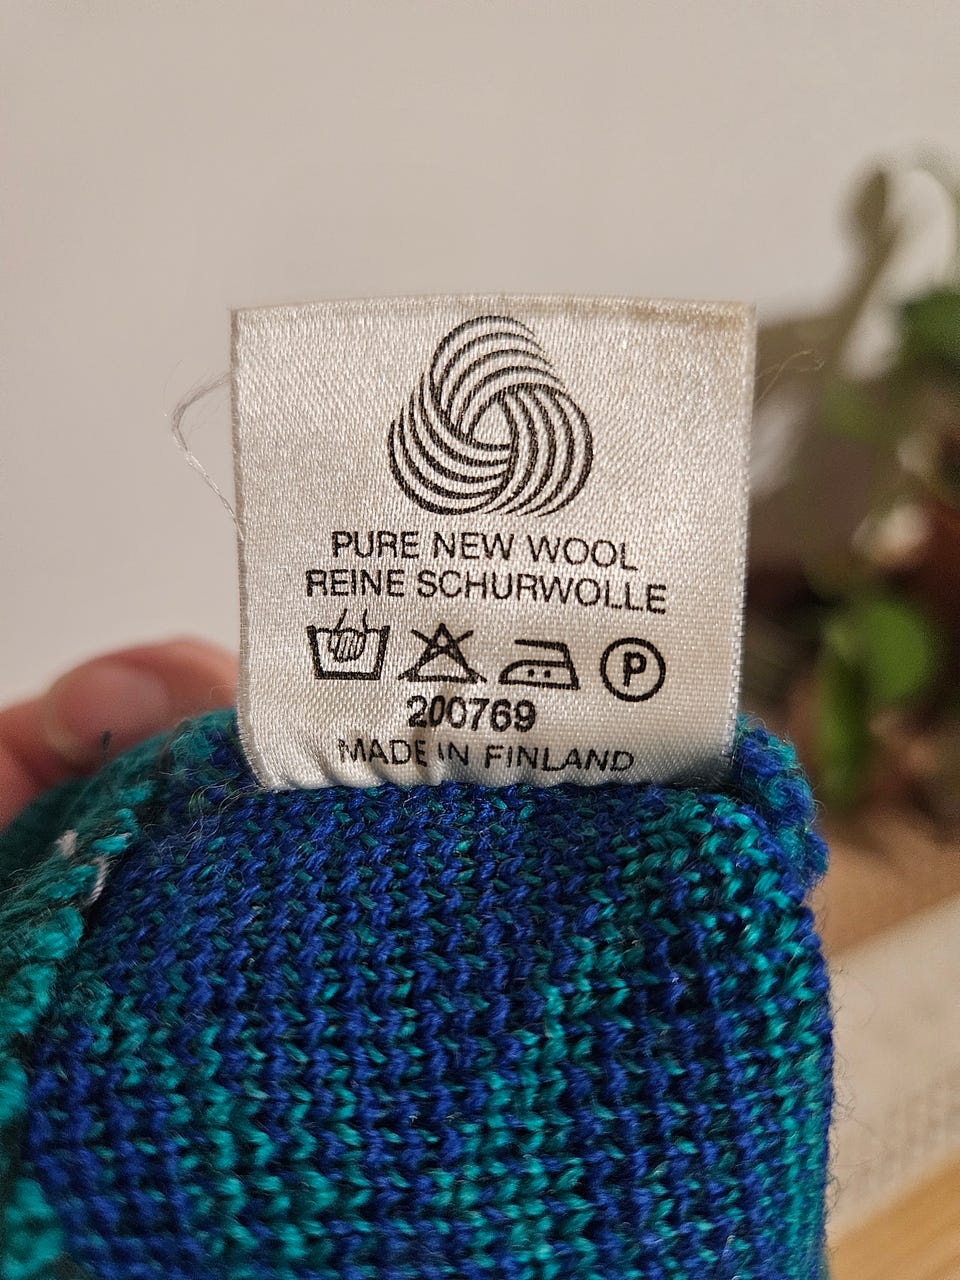 PURE NEW WOOL
REINE SCHURWOLLE
P
200769
MADE IN FINLAND